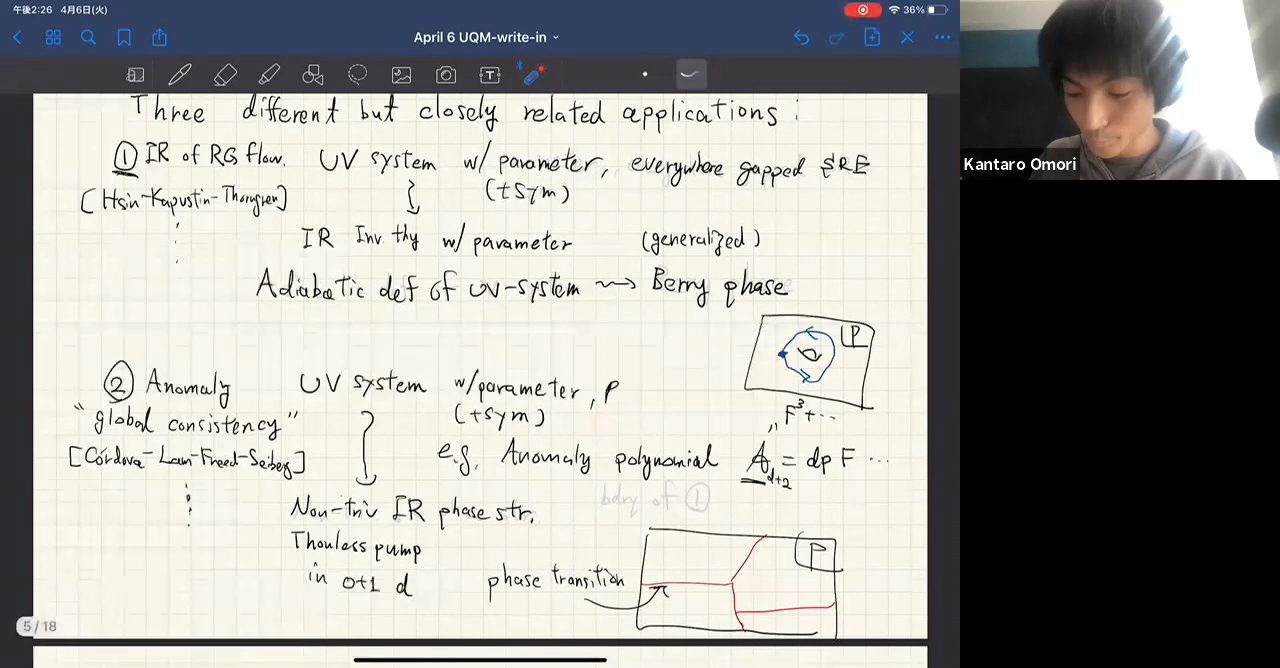 午後2:26 4月6日(火)
36%
April 6 UQM-write-in
Three different but closely related applications :
① IR of RG flow. UV system w/ parameter, everywhere gapped SRE
[Hsin-Kapustin-Thorngren] (+Sym)
IR Inv. thy w/ parameter (generalized)
Adiabatic def of UV-system ⇝ Berry phase
P
② Anomaly UV system w/parameter, P
"global consistency" (+Sym) F³+...
[Córdova-Lam-Freed-Seiberg] e.g. Anomaly polynomial A_{d+2} = dp F ...
bdry of ①
Non-triv IR phase str.
Thouless pump
in 0+1 d phase transition P
5 / 18
Kantaro Omori